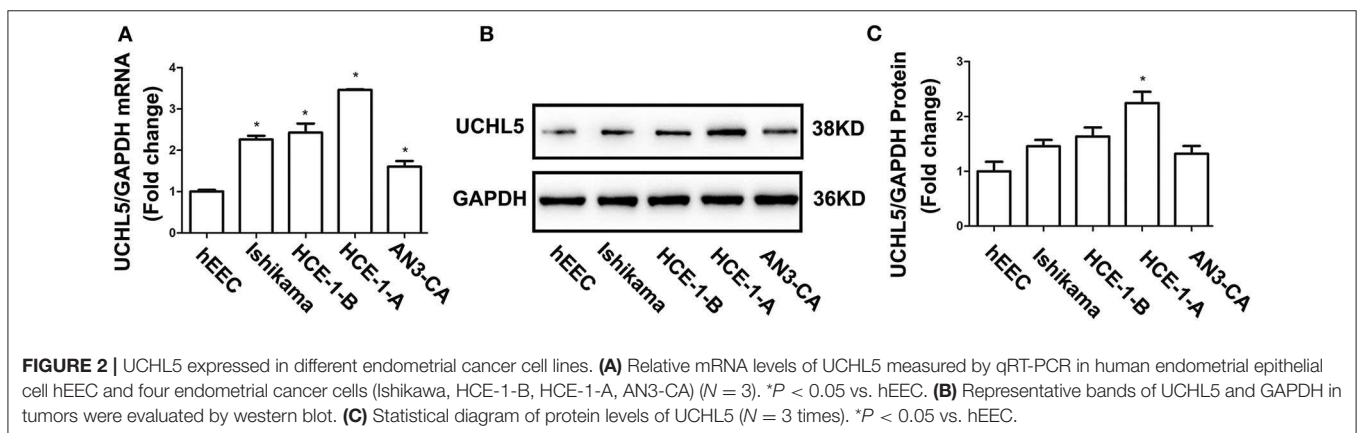 A
B
C
UCHL5/GAPDH mRNA
(Fold change)
4
3
2
1
0
*
*
*
*
hEEC
Ishikama
HCE-1-B
HCE-1-A
AN3-CA
UCHL5
38KD
GAPDH
36KD
hEEC
Ishikama
HCE-1-B
HCE-1-A
AN3-CA
UCHL5/GAPDH Protein
(Fold change)
3
2
1
0
*
hEEC
Ishikama
HCE-1-B
HCE-1-A
AN3-CA
FIGURE 2 | UCHL5 expressed in different endometrial cancer cell lines. (A) Relative mRNA levels of UCHL5 measured by qRT-PCR in human endometrial epithelial
cell hEEC and four endometrial cancer cells (Ishikawa, HCE-1-B, HCE-1-A, AN3-CA) (N = 3). *P < 0.05 vs. hEEC. (B) Representative bands of UCHL5 and GAPDH in
tumors were evaluated by western blot. (C) Statistical diagram of protein levels of UCHL5 (N = 3 times). *P < 0.05 vs. hEEC.